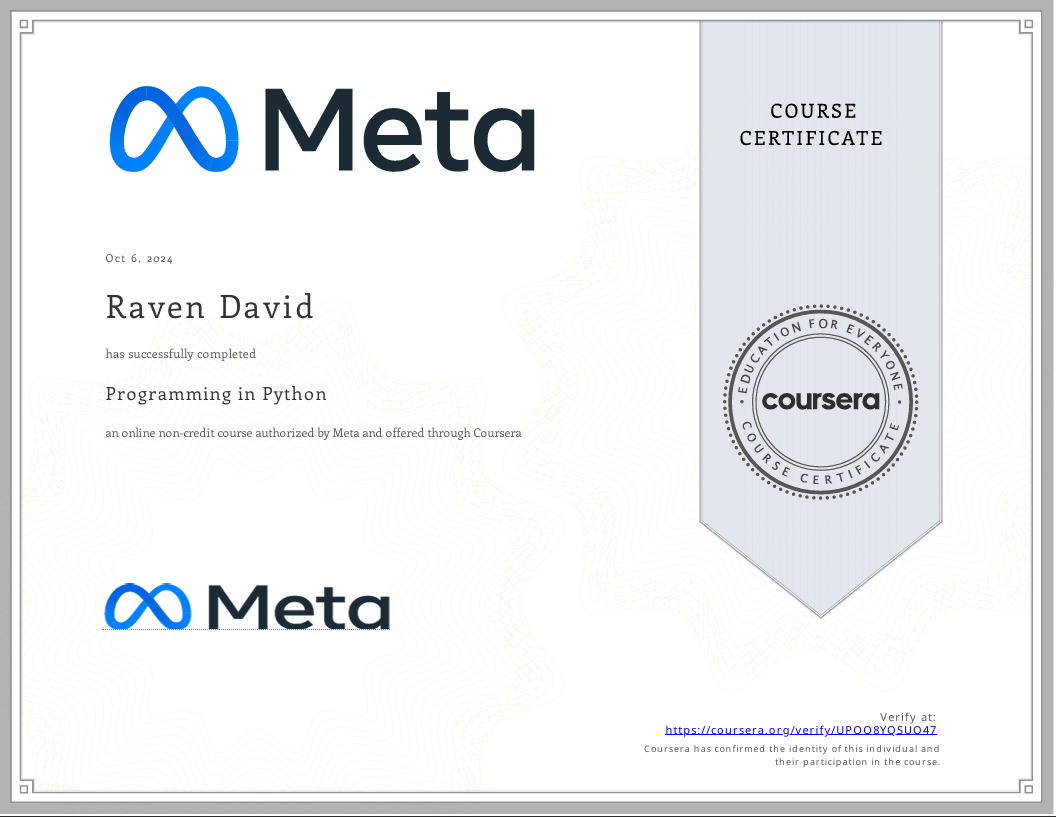 Meta
COURSE
CERTIFICATE
Oct 6, 2024
Raven David
has successfully completed
Programming in Python
an online non-credit course authorized by Meta and offered through Coursera
EDUCATION FOR EVERYONE
coursera
COURSE CERTIFICATE
Meta
Verify at:
https://coursera.org/verify/UPOO8YQSUO47
Coursera has confirmed the identity of this individual and
their participation in the course.